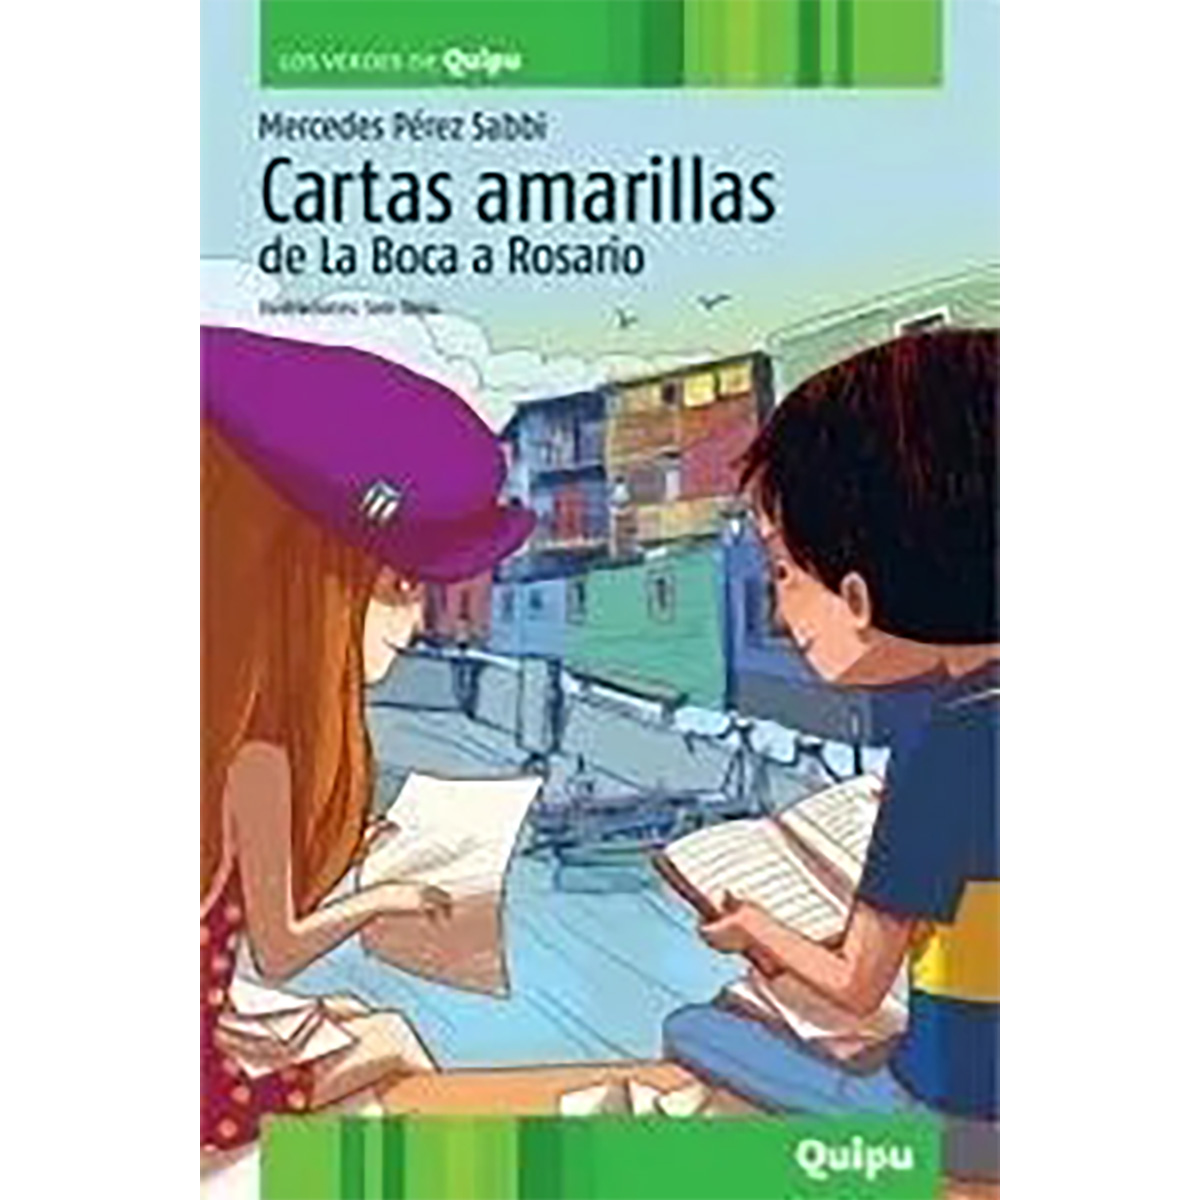 LOS VERDES DE Quipu
Mercedes Pérez Sabbi
Cartas amarillas
de La Boca a Rosario
Quipu